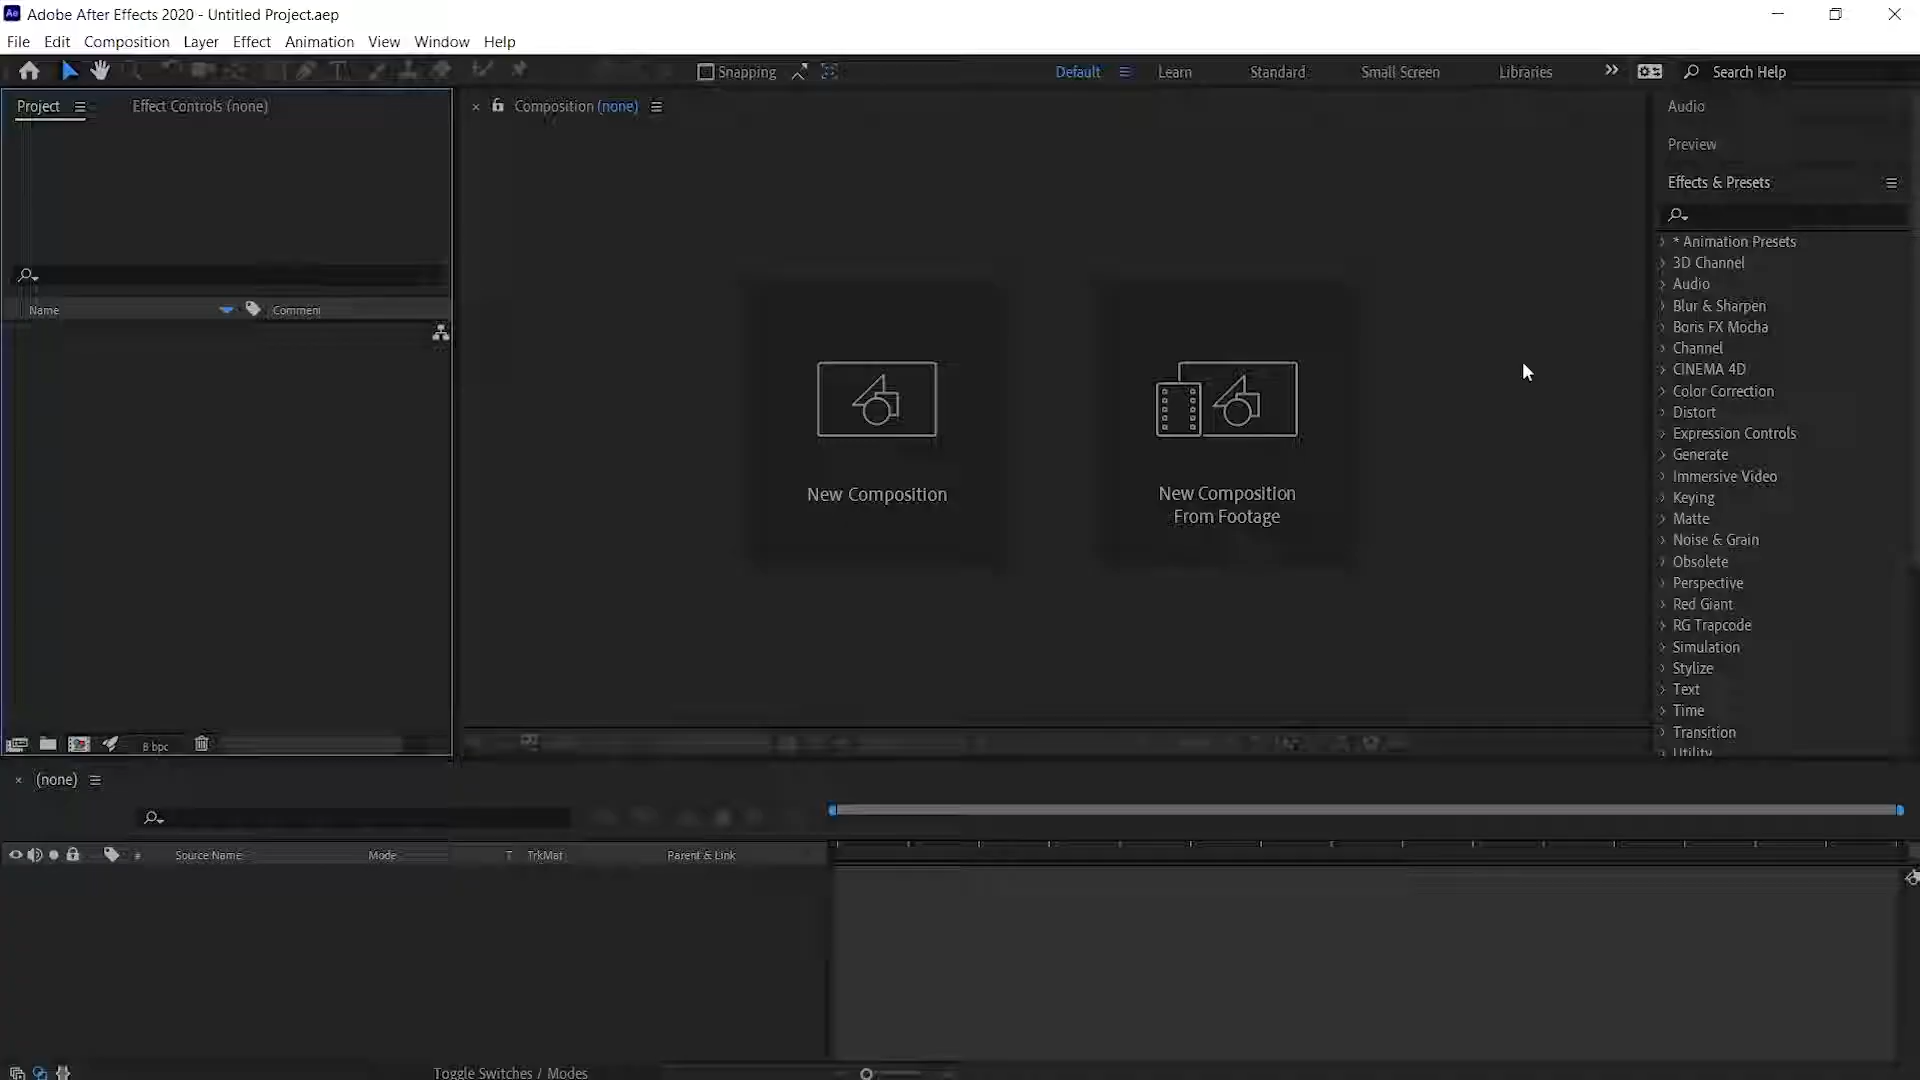 Ae Adobe After Effects 2020 - Untitled Project.aep
File Edit Composition Layer Effect Animation View Window Help
Snapping Default Learn Standard Small Screen Libraries Search Help
Project Effect Controls (none)
Composition (none)
Audio
Preview
Effects & Presets
* Animation Presets
3D Channel
Audio
Blur & Sharpen
Boris FX Mocha
Channel
CINEMA 4D
Color Correction
Distort
Expression Controls
Generate
Immersive Video
Keying
Matte
Noise & Grain
Obsolete
Perspective
Red Giant
RG Trapcode
Simulation
Stylize
Text
Time
Transition
Utility
Name Comment
New Composition
New Composition
From Footage
8 bpc
(none)
# Source Name Mode T TrkMat Parent & Link
Toggle Switches / Modes